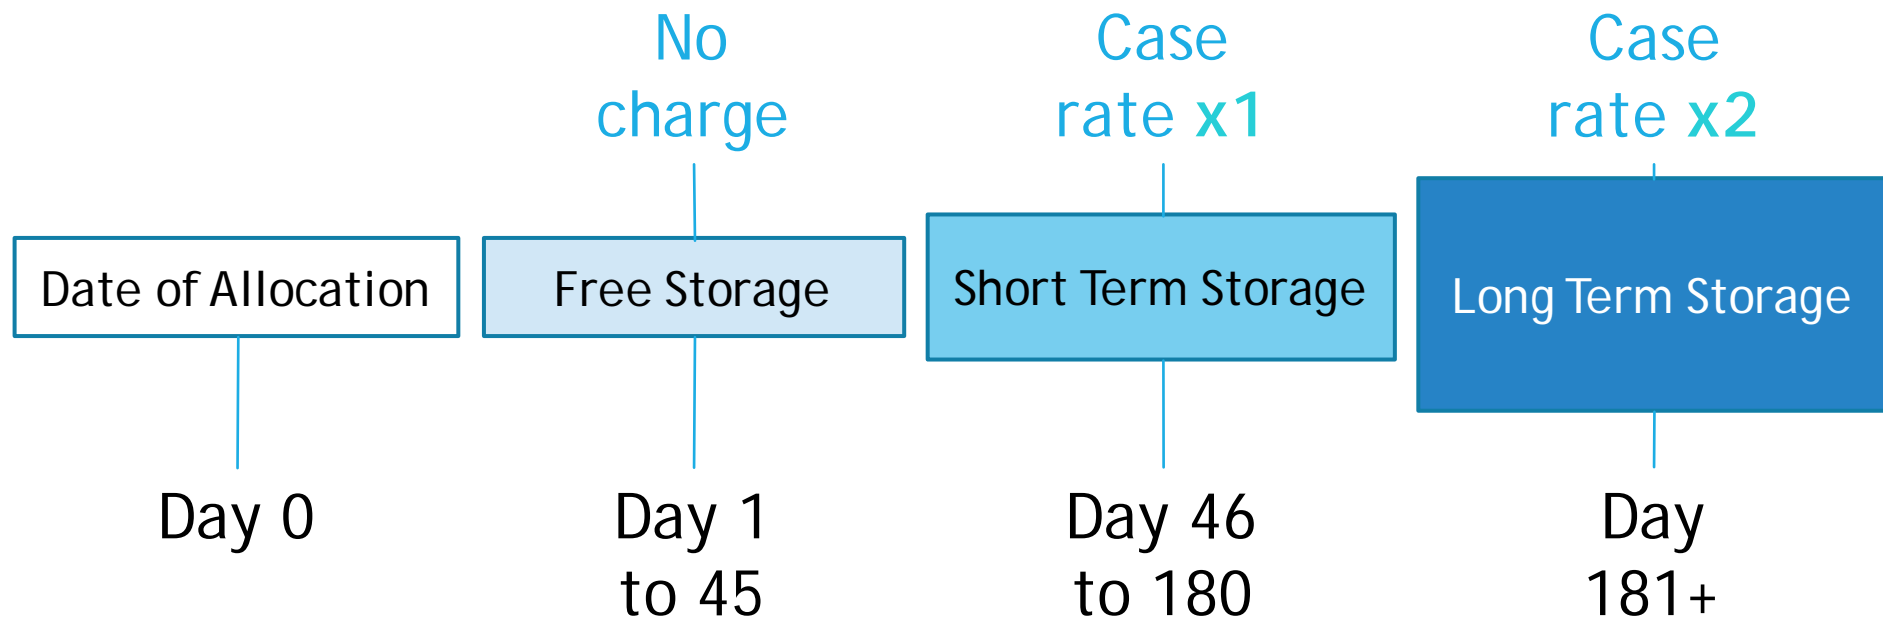 No
charge
Case
rate x1
Case
rate x2
Date of Allocation
Free Storage
Short Term Storage
Long Term Storage
Day 0
Day 1
to 45
Day 46
to 180
Day
181+